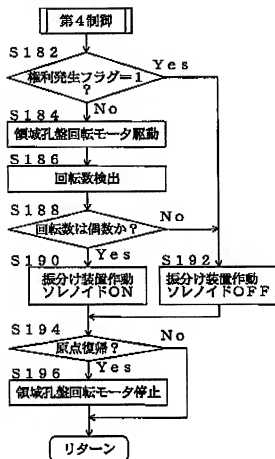 第4制御
S182
権利発生フラグ=1
?
Yes
No
S184
領域孔盤回転モータ駆動
S186
回転数検出
S188
回転数は偶数か?
No
Yes
S190
振分け装置作動
ソレノイドON
S192
振分け装置作動
ソレノイドOFF
S194
原点復帰?
No
Yes
S196
領域孔盤回転モータ停止
リターン